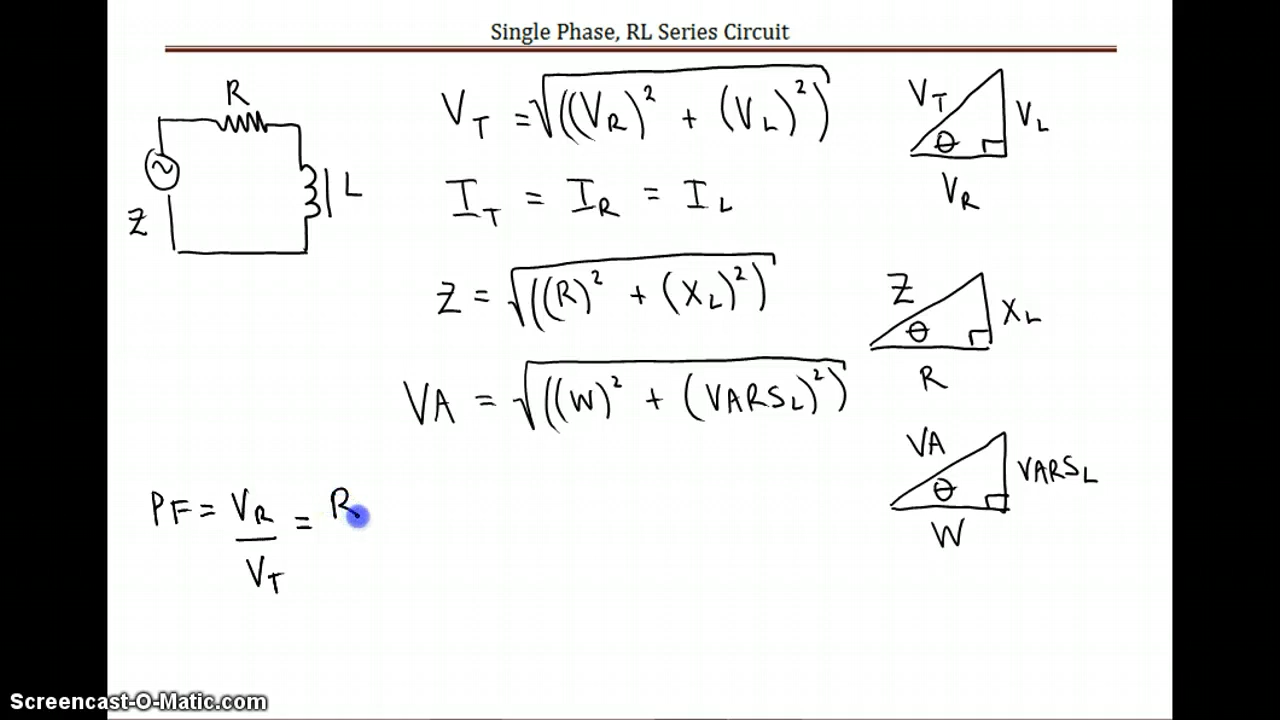 Single Phase, RL Series Circuit
R
L
Z
V_T = √((V_R)² + (V_L)²)
V_T
V_L
θ
V_R
I_T = I_R = I_L
Z = √((R)² + (X_L)²)
Z
X_L
θ
R
VA = √((W)² + (VARS_L)²)
VA
VARS_L
θ
W
PF = V_R / V_T = R
Screencast-O-Matic.com